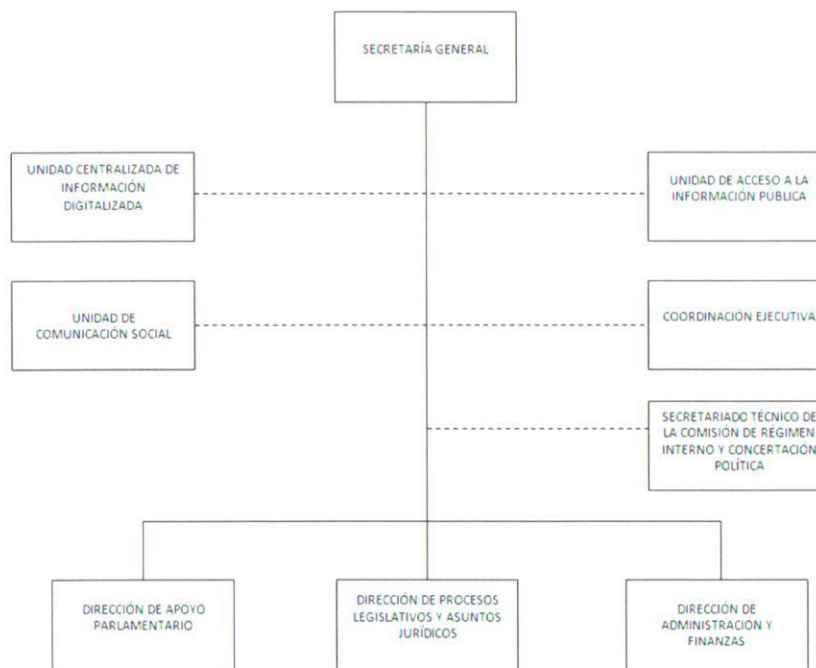 SECRETARÍA GENERAL
UNIDAD CENTRALIZADA DE
INFORMACIÓN
DIGITALIZADA
UNIDAD DE ACCESO A LA
INFORMACIÓN PUBLICA
UNIDAD DE
COMUNICACIÓN SOCIAL
COORDINACIÓN EJECUTIVA
SECRETARIADO TÉCNICO DE
LA COMISIÓN DE RÉGIMEN
INTERNO Y CONCERTACIÓN
POLÍTICA
DIRECCIÓN DE APOYO
PARLAMENTARIO
DIRECCIÓN DE PROCESOS
LEGISLATIVOS Y ASUNTOS
JURÍDICOS
DIRECCIÓN DE
ADMINISTRACION Y
FINANZAS